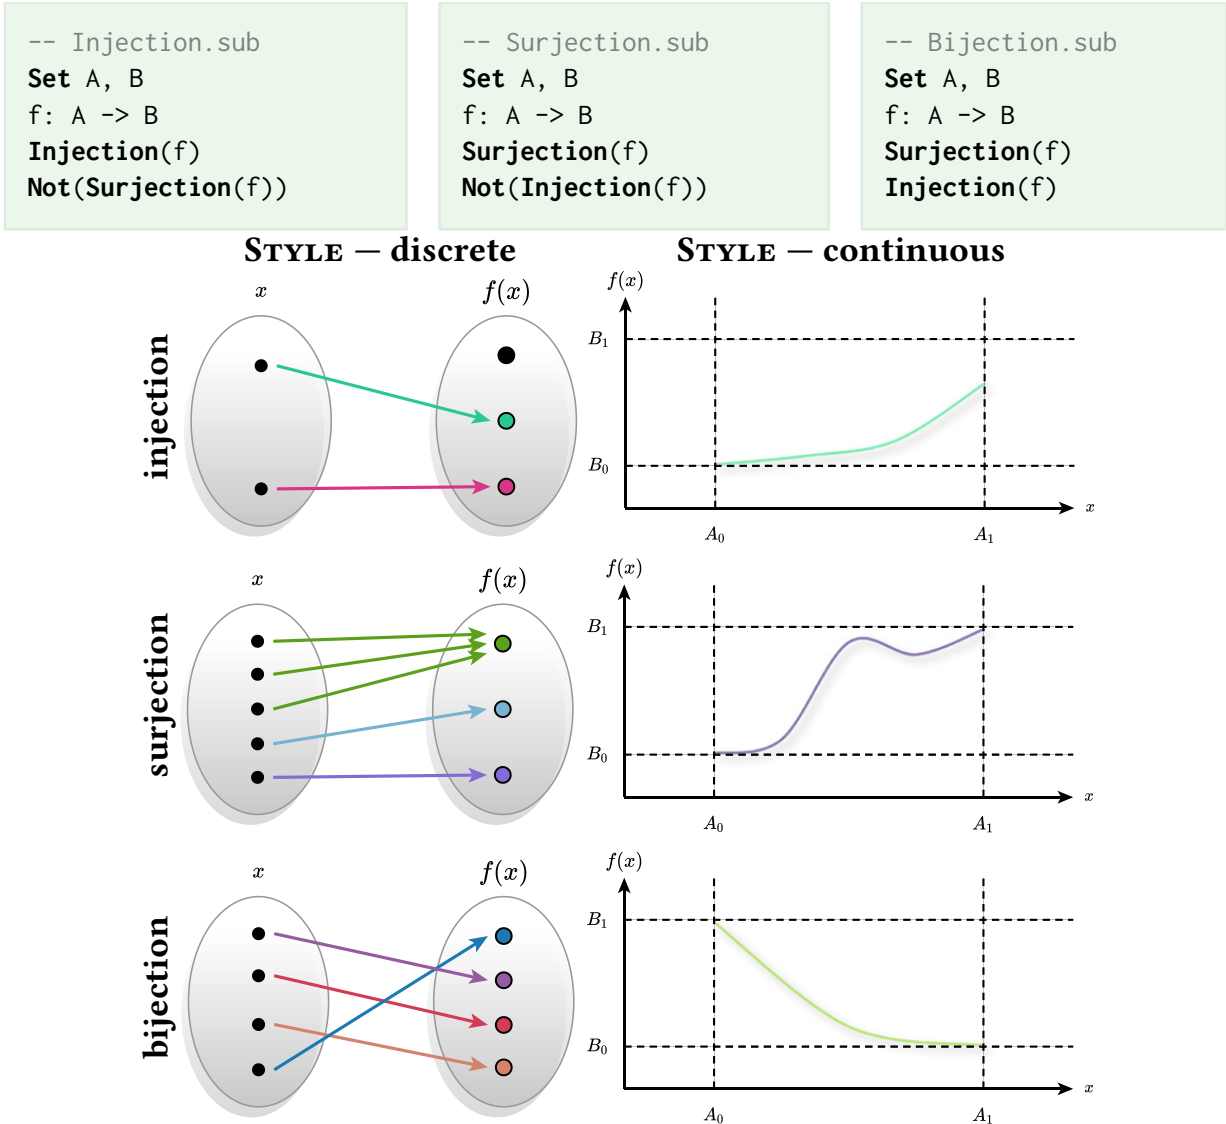 -- Injection.sub
Set A, B
f: A -> B
Injection(f)
Not(Surjection(f))
-- Surjection.sub
Set A, B
f: A -> B
Surjection(f)
Not(Injection(f))
-- Bijection.sub
Set A, B
f: A -> B
Surjection(f)
Injection(f)
STYLE — discrete
STYLE — continuous
injection
x
f(x)
f(x)
B₁
B₀
A₀
A₁
x
surjection
x
f(x)
f(x)
B₁
B₀
A₀
A₁
x
bijection
x
f(x)
f(x)
B₁
B₀
A₀
A₁
x